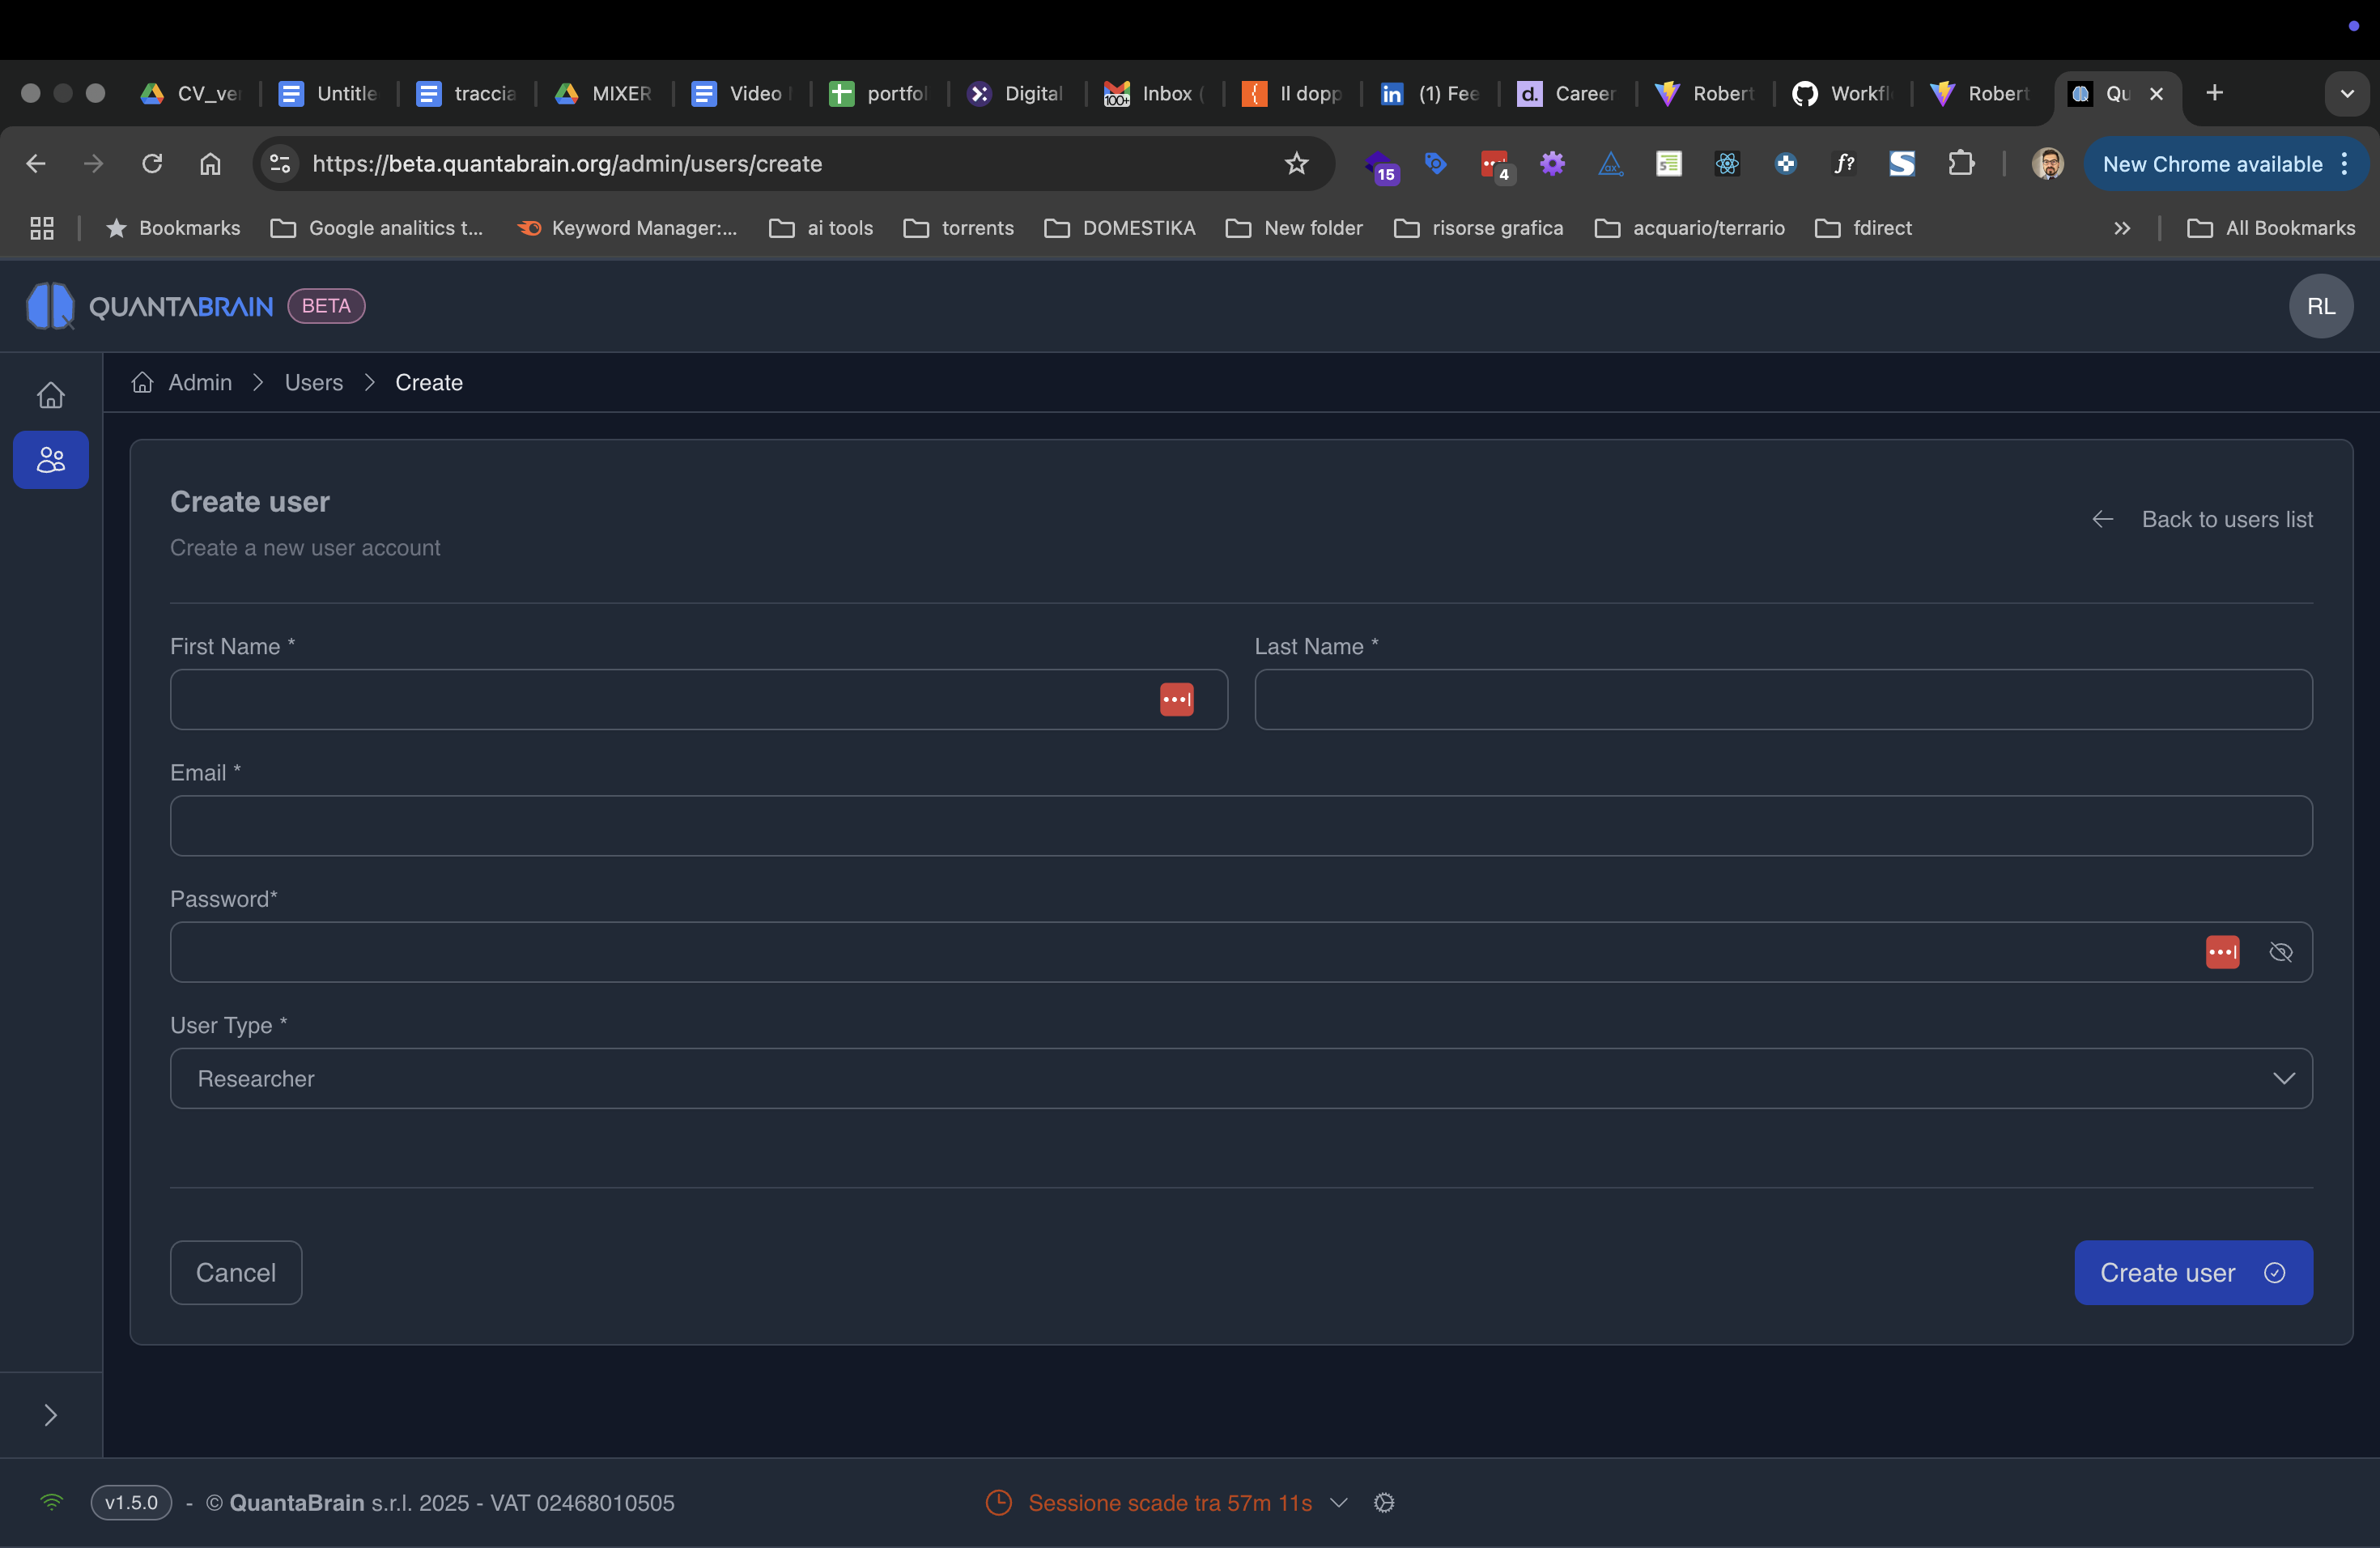 CV_ver Untitle traccia MIXER Video portfol Digital Inbox ( Il dopp (1) Fee Career Robert Workfl Robert Qu
https://beta.quantabrain.org/admin/users/create 15 4 f? New Chrome available
Bookmarks Google analitics t... Keyword Manager:... ai tools torrents DOMESTIKA New folder risorse grafica acquario/terrario fdirect All Bookmarks
QUANTABRAIN BETA RL
Admin > Users > Create
Create user
Back to users list
Create a new user account
First Name * Last Name *
Email *
Password*
User Type *
Researcher
Cancel Create user
v1.5.0 - © QuantaBrain s.r.l. 2025 - VAT 02468010505 Sessione scade tra 57m 11s